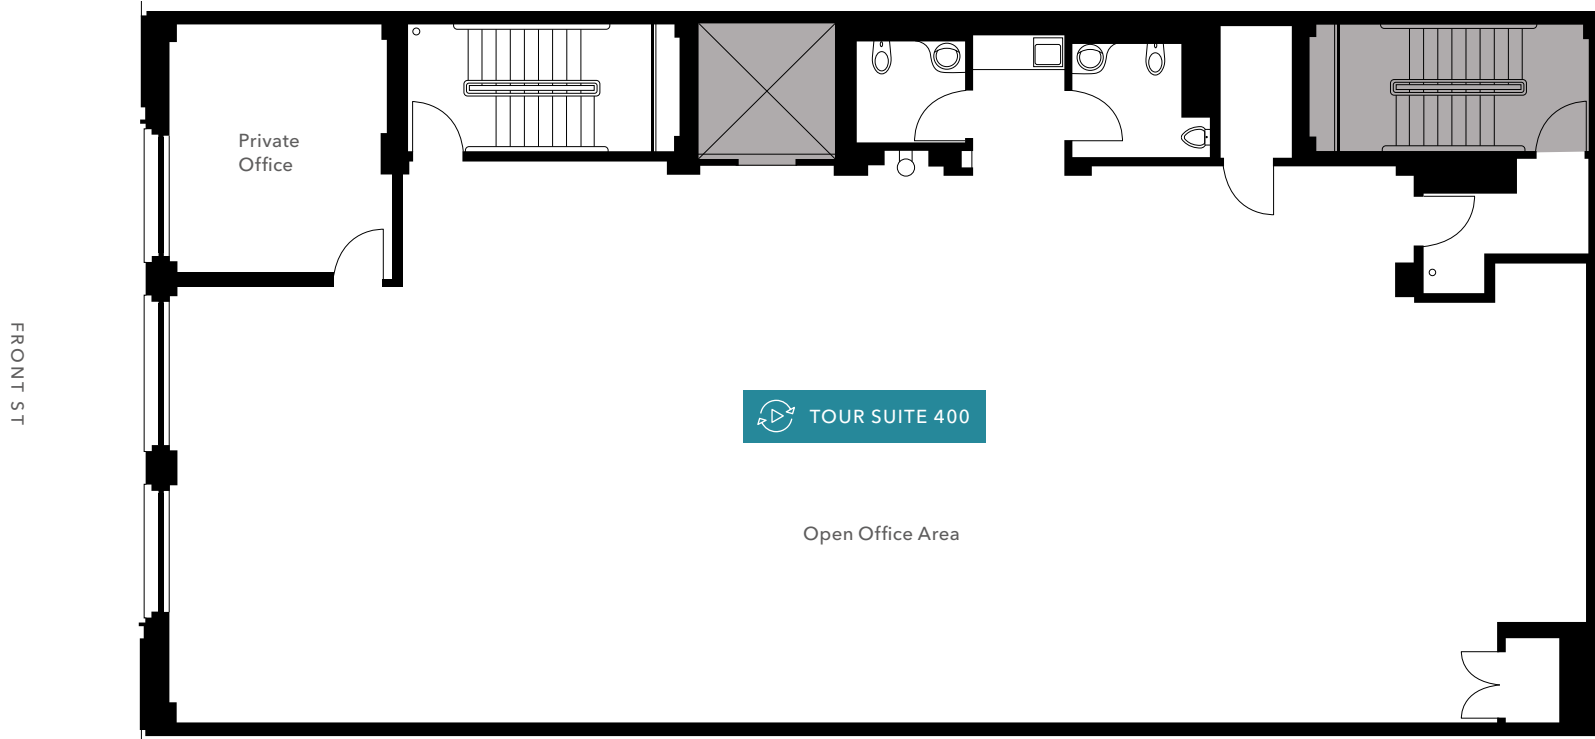 Private
Office
FRONT ST
TOUR SUITE 400
Open Office Area